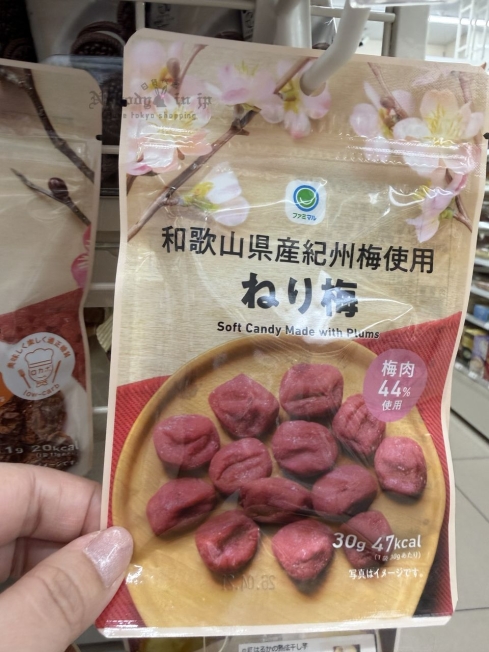 ファミマル
和歌山県産紀州梅使用
ねり梅
Soft Candy Made with Plums
梅肉
44%
使用
30g 47kcal
写真はイメージです。
20kcal